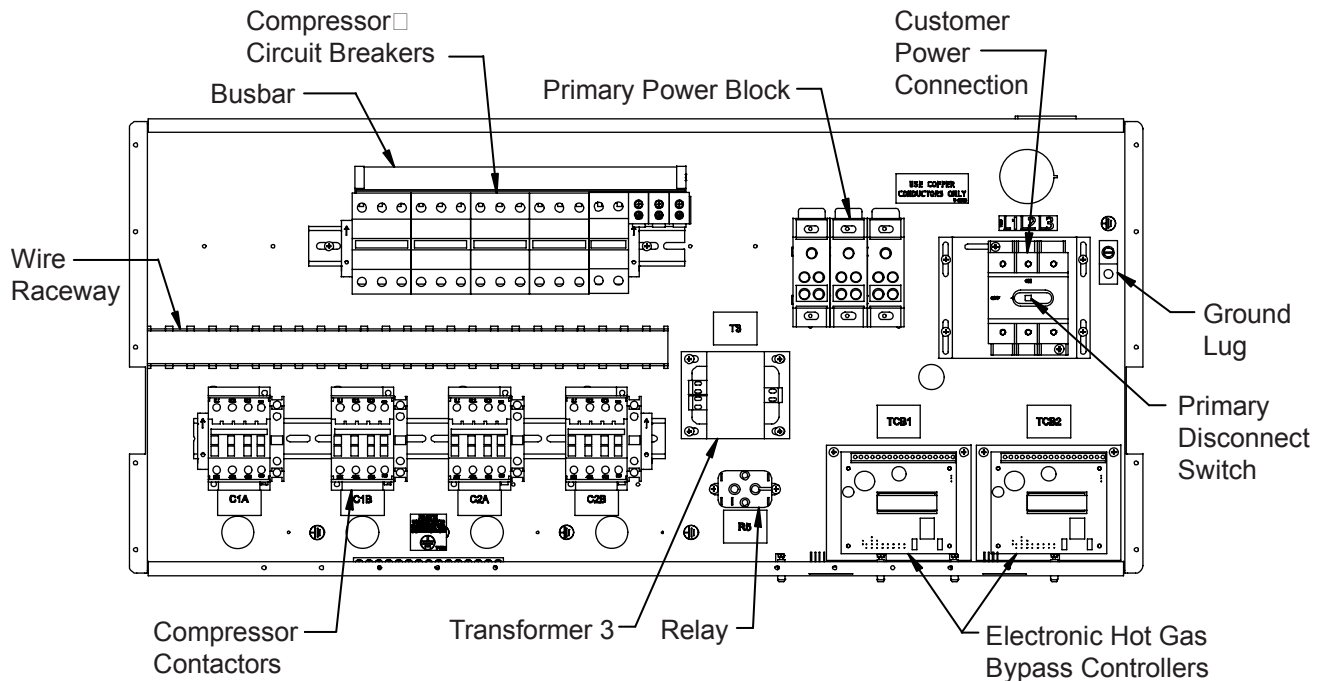 Compressor
Circuit Breakers
Busbar
Primary Power Block
Customer
Power
Connection
USE COPPER
CONDUCTORS ONLY
L1 L2 L3
Wire
Raceway
Ground
Lug
T3
Primary
Disconnect
Switch
TCB1
TCB2
C1A
C1B
C2A
C2B
R5
Compressor
Contactors
Transformer 3
Relay
Electronic Hot Gas
Bypass Controllers